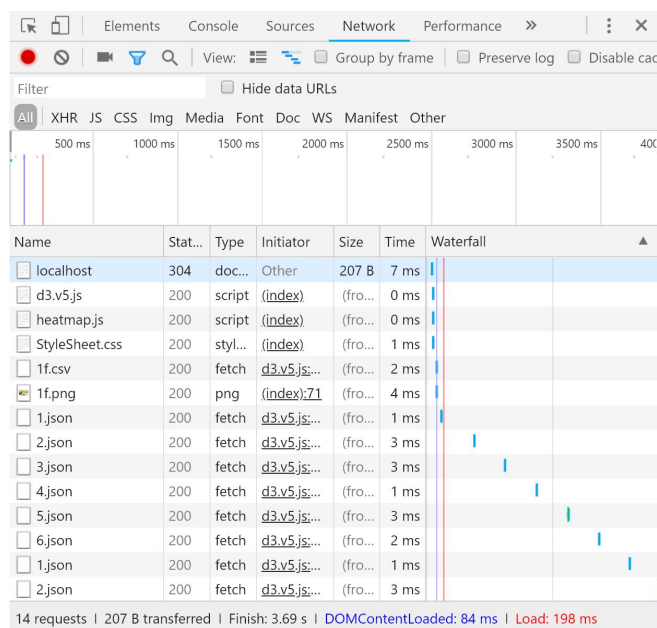 Elements Console Sources Network Performance »
View: Group by frame Preserve log Disable cac
Filter Hide data URLs
All XHR JS CSS Img Media Font Doc WS Manifest Other
500 ms 1000 ms 1500 ms 2000 ms 2500 ms 3000 ms 3500 ms 400
Name Stat... Type Initiator Size Time Waterfall
localhost 304 doc... Other 207 B 7 ms
d3.v5.js 200 script (index) (fro... 0 ms
heatmap.js 200 script (index) (fro... 0 ms
StyleSheet.css 200 styl... (index) (fro... 1 ms
1f.csv 200 fetch d3.v5.js:... (fro... 2 ms
1f.png 200 png (index):71 (fro... 4 ms
1.json 200 fetch d3.v5.js:... (fro... 1 ms
2.json 200 fetch d3.v5.js:... (fro... 3 ms
3.json 200 fetch d3.v5.js:... (fro... 3 ms
4.json 200 fetch d3.v5.js:... (fro... 1 ms
5.json 200 fetch d3.v5.js:... (fro... 3 ms
6.json 200 fetch d3.v5.js:... (fro... 2 ms
1.json 200 fetch d3.v5.js:... (fro... 1 ms
2.json 200 fetch d3.v5.js:... (fro... 3 ms
14 requests | 207 B transferred | Finish: 3.69 s | DOMContentLoaded: 84 ms | Load: 198 ms